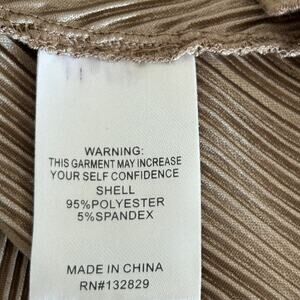 WARNING:
THIS GARMENT MAY INCREASE
YOUR SELF CONFIDENCE
SHELL
95%POLYESTER
5%SPANDEX
MADE IN CHINA
RN#132829